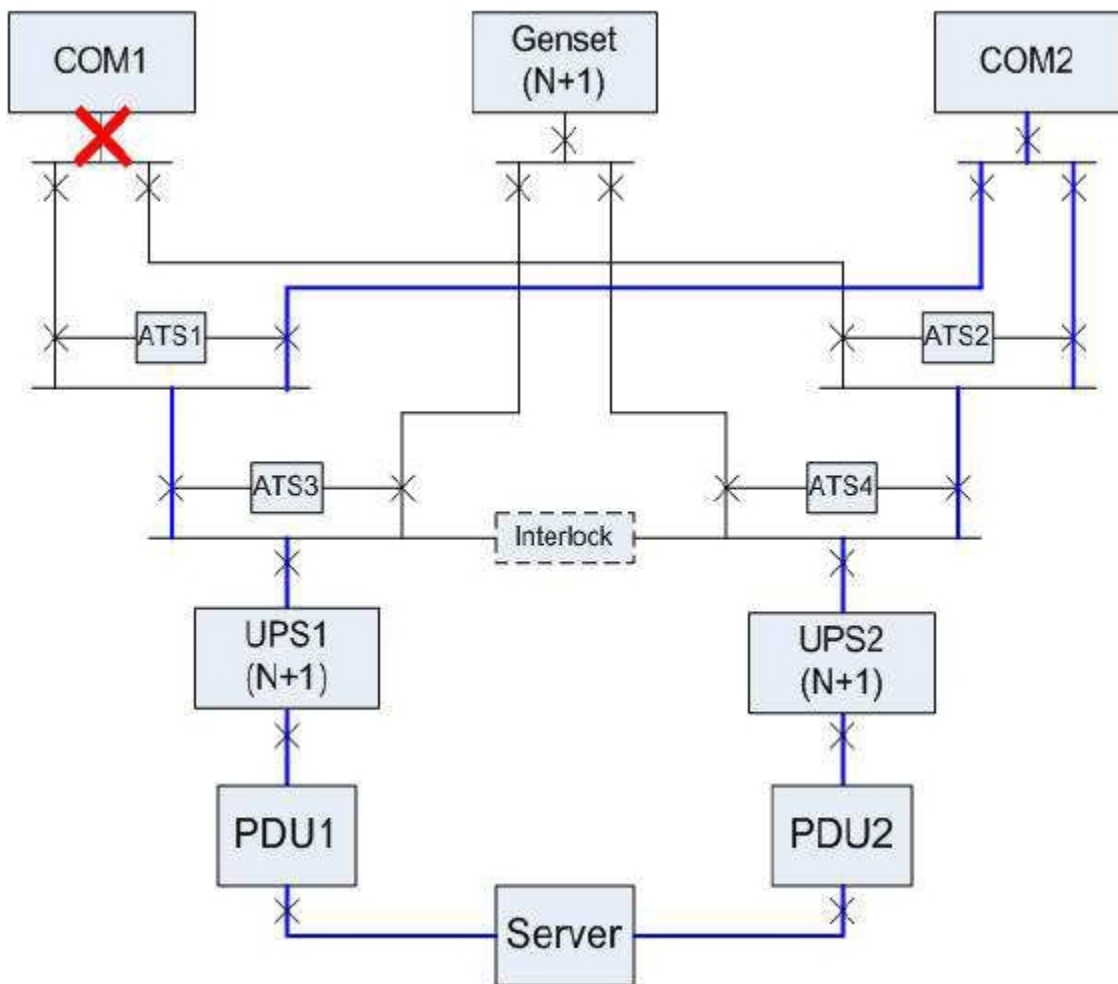 COM1
Genset
(N+1)
COM2
ATS1
ATS2
ATS3
ATS4
Interlock
UPS1
(N+1)
UPS2
(N+1)
PDU1
PDU2
Server